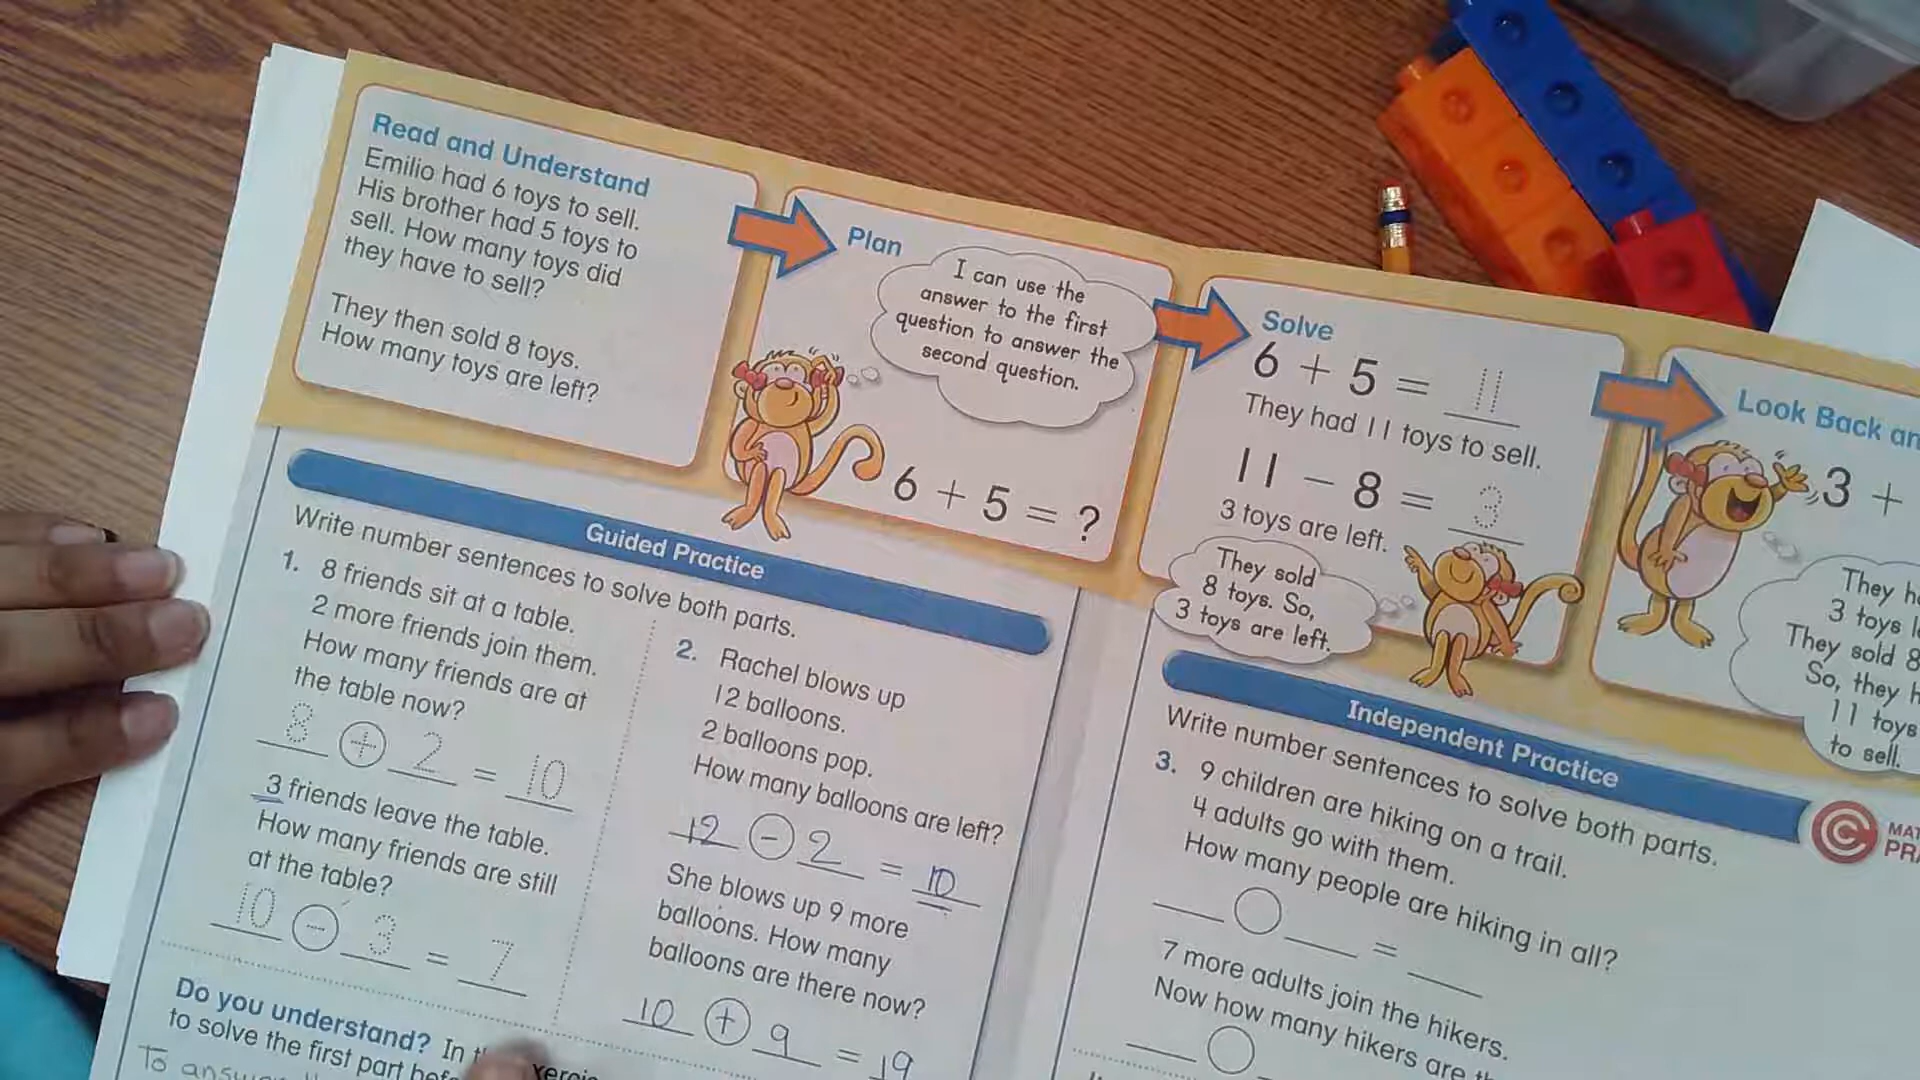 Read and Understand
Emilio had 6 toys to sell.
His brother had 5 toys to
sell. How many toys did
they have to sell?
They then sold 8 toys.
How many toys are left?
Plan
I can use the
answer to the first
question to answer the
second question.
6 + 5 = ?
Solve
6 + 5 = 11
They had 11 toys to sell.
11 - 8 = 3
3 toys are left.
They sold
8 toys. So,
3 toys are left.
Look Back an
3 +
They h
3 toys l
They sold 8
So, they h
11 toys
to sell.
Guided Practice
Write number sentences to solve both parts.
1. 8 friends sit at a table.
2 more friends join them.
How many friends are at
the table now?
8 + 2 = 10
3 friends leave the table.
How many friends are still
at the table?
10 - 3 = 7
2. Rachel blows up
12 balloons.
2 balloons pop.
How many balloons are left?
12 - 2 = 10
She blows up 9 more
balloons. How many
balloons are there now?
10 + 9 = 19
Do you understand? In
to solve the first part bef
To answ
Independent Practice
MAT
PRA
Write number sentences to solve both parts.
3. 9 children are hiking on a trail.
4 adults go with them.
How many people are hiking in all?
=
7 more adults join the hikers.
Now how many hikers are th